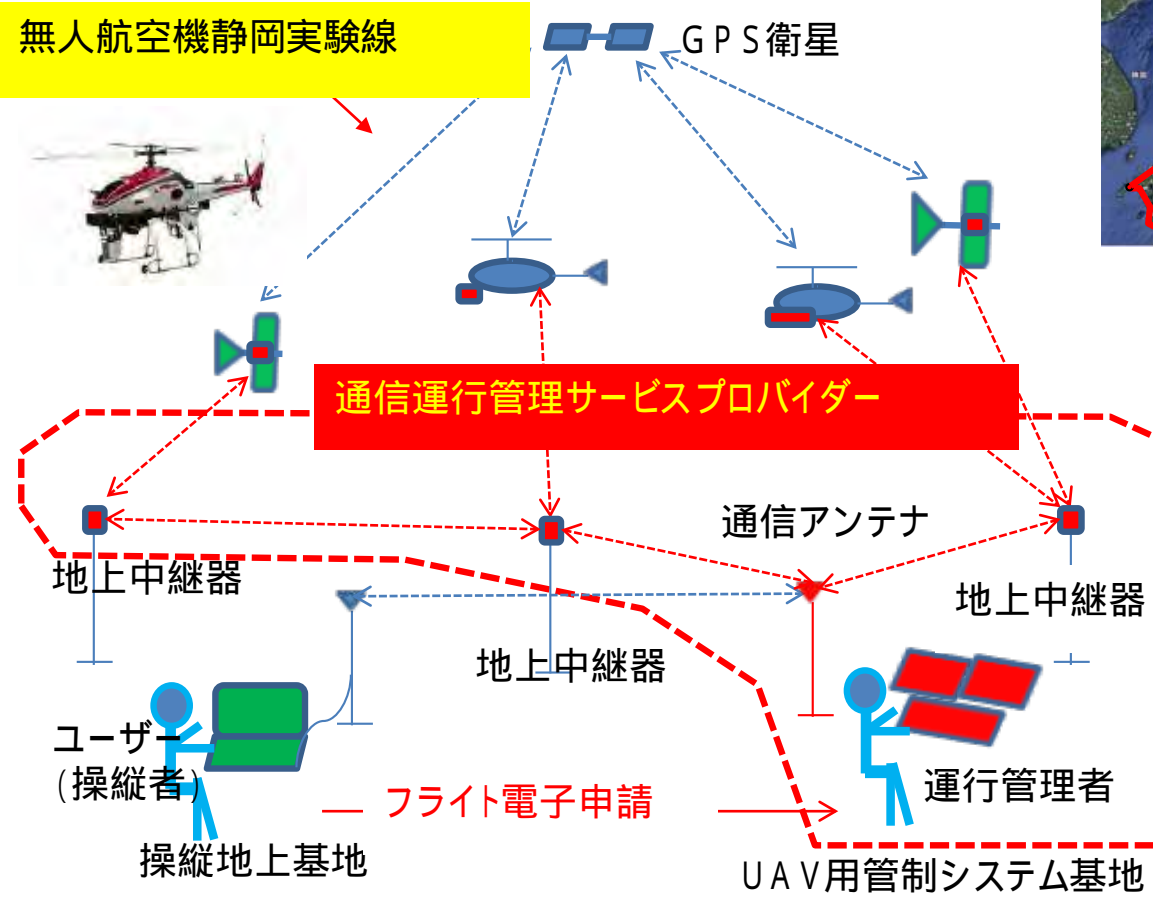 無人航空機静岡実験線
GPS衛星
通信運行管理サービスプロバイダー
通信アンテナ
地上中継器
地上中継器
地上中継器
ユーザー
(操縦者)
フライト電子申請
運行管理者
操縦地上基地
UAV用管制システム基地